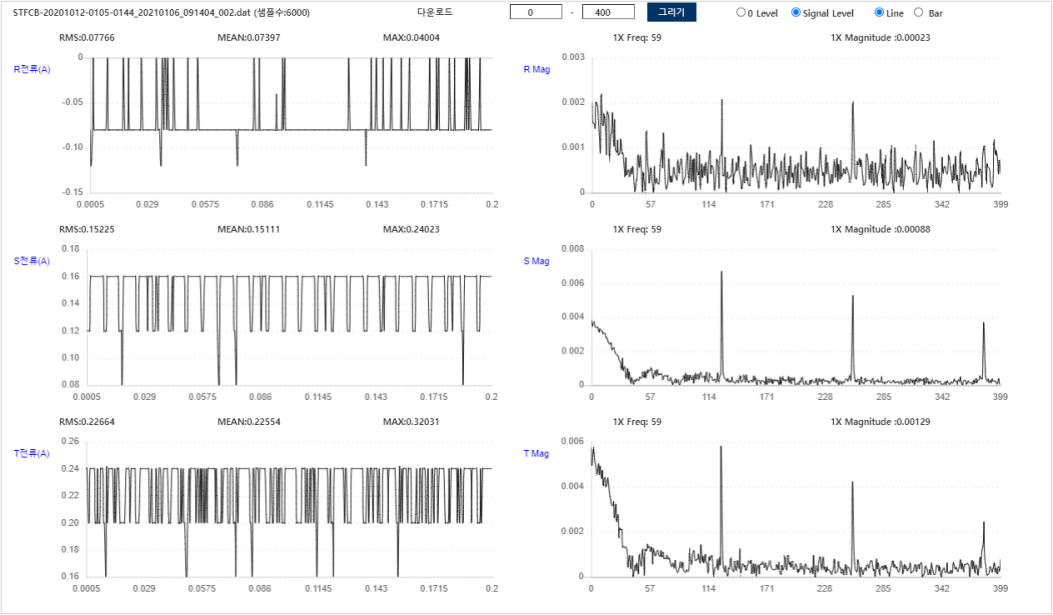 STFCB-20201012-0105-0144_20210106_091404_002.dat (샘플수:6000) 다운로드 0 - 400 그리기 0 Level Signal Level Line Bar
RMS:0.07766 MEAN:0.07397 MAX:0.04004 1X Freq: 59 1X Magnitude :0.00023
R전류(A) R Mag
0
-0.05
-0.10
-0.15
0.0005 0.029 0.0575 0.086 0.1145 0.143 0.1715 0.2
0.003
0.002
0.001
0
0 57 114 171 228 285 342 399
RMS:0.15225 MEAN:0.15111 MAX:0.24023 1X Freq: 59 1X Magnitude :0.00088
S전류(A) S Mag
0.18
0.16
0.14
0.12
0.10
0.08
0.0005 0.029 0.0575 0.086 0.1145 0.143 0.1715 0.2
0.008
0.006
0.004
0.002
0
0 57 114 171 228 285 342 399
RMS:0.22664 MEAN:0.22554 MAX:0.32031 1X Freq: 59 1X Magnitude :0.00129
T전류(A) T Mag
0.26
0.24
0.22
0.20
0.18
0.16
0.0005 0.029 0.0575 0.086 0.1145 0.143 0.1715 0.2
0.006
0.004
0.002
0
0 57 114 171 228 285 342 399